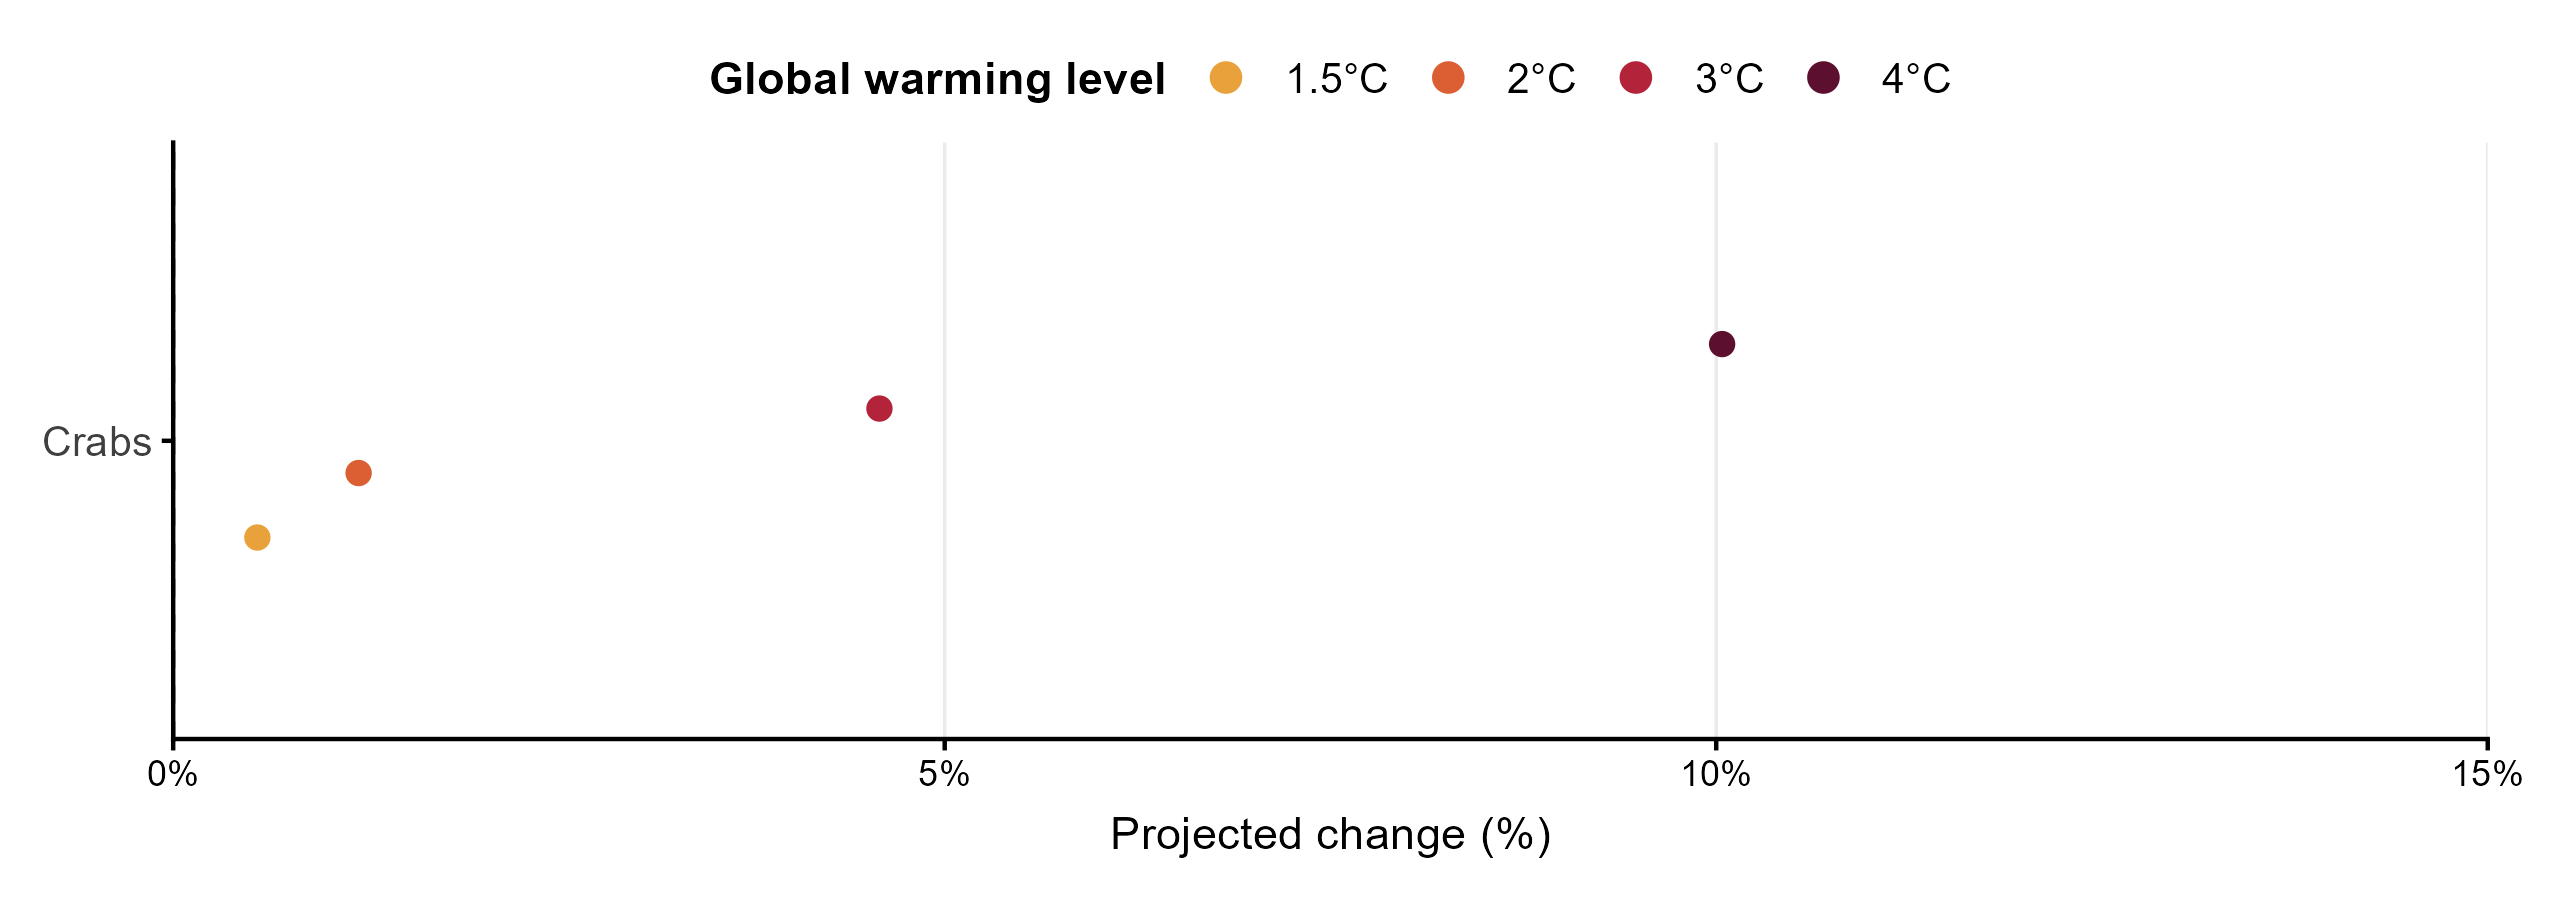 Global warming level 1.5°C 2°C 3°C 4°C
Crabs
0% 5% 10% 15%
Projected change (%)